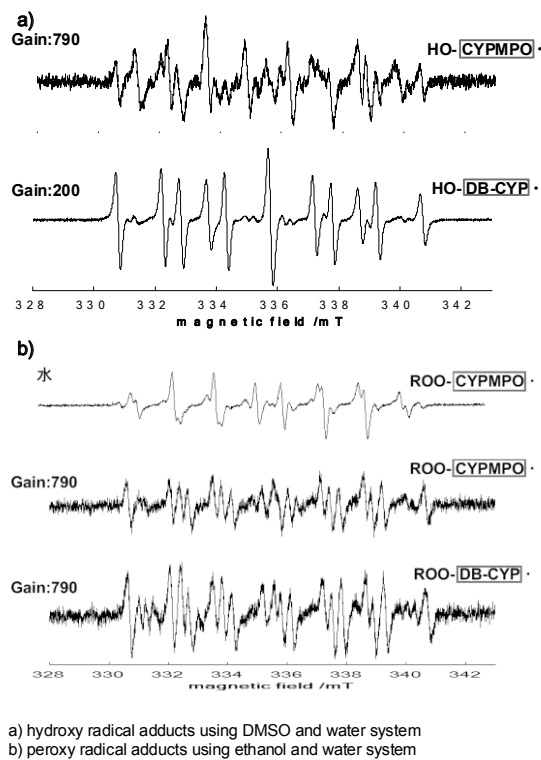 a)
Gain:790
HO-CYPMPO·
Gain:200
HO-DB-CYP·
328 330 332 334 336 338 340 342
magnetic field /mT
b)
水
ROO-CYPMPO·
ROO-CYPMPO·
Gain:790
ROO-DB-CYP·
Gain:790
328 330 332 334 336 338 340 342
magnetic field /mT
a) hydroxy radical adducts using DMSO and water system
b) peroxy radical adducts using ethanol and water system